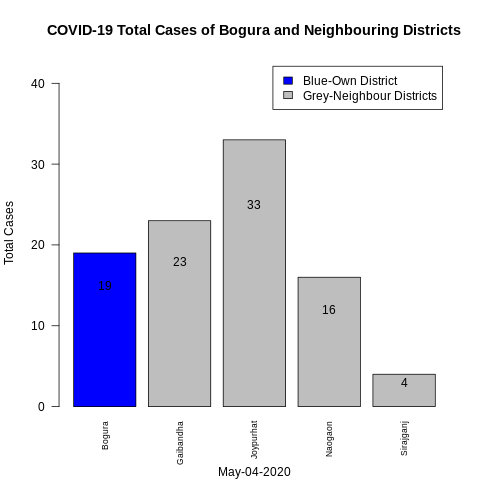 COVID-19 Total Cases of Bogura and Neighbouring Districts
Blue-Own District
Grey-Neighbour Districts
Total Cases
40
30
20
10
0
19
23
33
16
4
Bogura
Gaibandha
Joypurhat
Naogaon
Sirajganj
May-04-2020